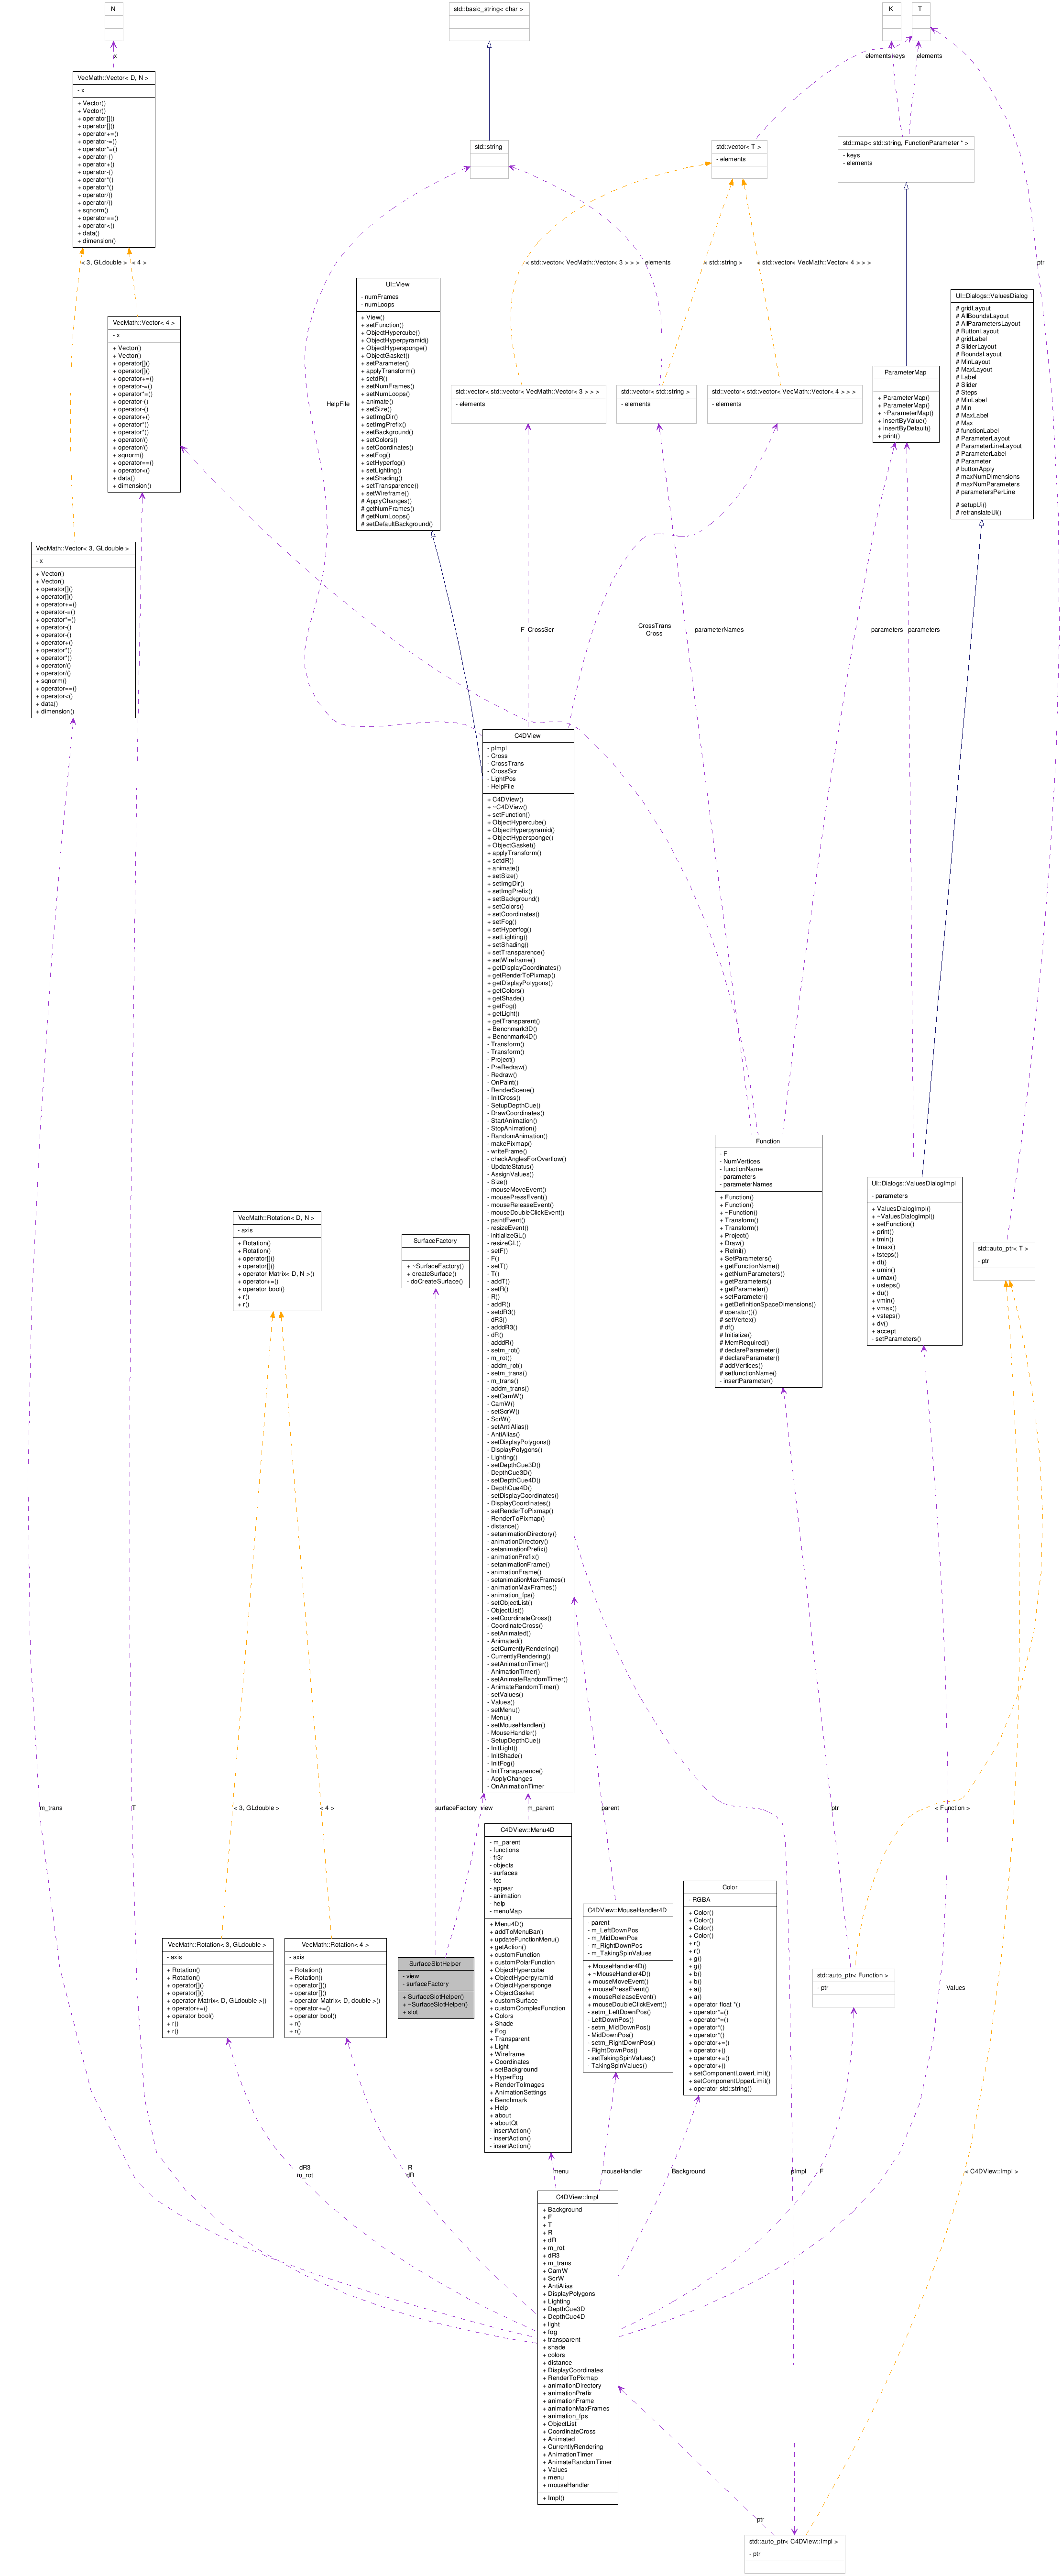 N
std::basic_string< char >
K
T
x
elements
keys
elements
VecMath::Vector< D, N >
- x
+ Vector()
+ Vector()
+ operator[]()
+ operator[]()
+ operator+=()
+ operator-=()
+ operator*=()
+ operator-()
+ operator+()
+ operator-()
+ operator*()
+ operator*()
+ operator/()
+ operator/()
+ sqnorm()
+ operator==()
+ operator<()
+ data()
+ dimension()
std::string
std::vector< T >
- elements
std::map< std::string, FunctionParameter * >
- keys
- elements
< 3, GLdouble >
< 4 >
< std::vector< VecMath::Vector< 3 > > >
elements
< std::string >
< std::vector< VecMath::Vector< 4 > > >
ptr
UI::View
- numFrames
- numLoops
+ View()
+ setFunction()
+ ObjectHypercube()
+ ObjectHyperpyramid()
+ ObjectHypersponge()
+ ObjectGasket()
+ setParameter()
+ applyTransform()
+ setdR()
+ setNumFrames()
+ setNumLoops()
+ animate()
+ setSize()
+ setImgDir()
+ setImgPrefix()
+ setBackground()
+ setColors()
+ setCoordinates()
+ setFog()
+ setHyperfog()
+ setLighting()
+ setShading()
+ setTransparence()
+ setWireframe()
# ApplyChanges()
# getNumFrames()
# getNumLoops()
# setDefaultBackground()
UI::Dialogs::ValuesDialog
# gridLayout
# AllBoundsLayout
# AllParametersLayout
# ButtonLayout
# gridLabel
# SliderLayout
# BoundsLayout
# MinLayout
# MaxLayout
# Label
# Slider
# Steps
# MinLabel
# Min
# MaxLabel
# Max
# functionLabel
# ParameterLayout
# ParameterLineLayout
# ParameterLabel
# Parameter
# buttonApply
# maxNumDimensions
# maxNumParameters
# parametersPerLine
# setupUi()
# retranslateUi()
VecMath::Vector< 4 >
- x
+ Vector()
+ Vector()
+ operator[]()
+ operator[]()
+ operator+=()
+ operator-=()
+ operator*=()
+ operator-()
+ operator-()
+ operator+()
+ operator*()
+ operator*()
+ operator/()
+ operator/()
+ sqnorm()
+ operator==()
+ operator<()
+ data()
+ dimension()
HelpFile
std::vector< std::vector< VecMath::Vector< 3 > > >
- elements
std::vector< std::string >
- elements
std::vector< std::vector< VecMath::Vector< 4 > > >
- elements
ParameterMap
+ ParameterMap()
+ ParameterMap()
+ ~ParameterMap()
+ insertByValue()
+ insertByDefault()
+ print()
VecMath::Vector< 3, GLdouble >
- x
+ Vector()
+ Vector()
+ operator[]()
+ operator[]()
+ operator+=()
+ operator-=()
+ operator*=()
+ operator-()
+ operator-()
+ operator+()
+ operator*()
+ operator*()
+ operator/()
+ operator/()
+ sqnorm()
+ operator==()
+ operator<()
+ data()
+ dimension()
F
CrossScr
CrossTrans
Cross
parameterNames
parameters
parameters
C4DView
- pImpl
- Cross
- CrossTrans
- CrossScr
- LightPos
- HelpFile
+ C4DView()
+ ~C4DView()
+ setFunction()
+ ObjectHypercube()
+ ObjectHyperpyramid()
+ ObjectHypersponge()
+ ObjectGasket()
+ applyTransform()
+ setdR()
+ animate()
+ setSize()
+ setImgDir()
+ setImgPrefix()
+ setBackground()
+ setColors()
+ setCoordinates()
+ setFog()
+ setHyperfog()
+ setLighting()
+ setShading()
+ setTransparence()
+ setWireframe()
+ getDisplayCoordinates()
+ getRenderToPixmap()
+ getDisplayPolygons()
+ getColors()
+ getShade()
+ getFog()
+ getLight()
+ getTransparent()
+ Benchmark3D()
+ Benchmark4D()
- Transform()
- Transform()
- Project()
- PreRedraw()
- Redraw()
- OnPaint()
- RenderScene()
- InitCross()
- SetupDepthCue()
- DrawCoordinates()
- StartAnimation()
- StopAnimation()
- RandomAnimation()
- makePixmap()
- writeFrame()
- checkAnglesForOverflow()
- UpdateStatus()
- AssignValues()
- Size()
- mouseMoveEvent()
- mousePressEvent()
- mouseReleaseEvent()
- mouseDoubleClickEvent()
- paintEvent()
- resizeEvent()
- initializeGL()
- resizeGL()
- setF()
- F()
- setT()
- T()
- addT()
- setR()
- R()
- addR()
- setdR3()
- dR3()
- adddR3()
- dR()
- adddR()
- setm_rot()
- m_rot()
- addm_rot()
- setm_trans()
- m_trans()
- addm_trans()
- setCamW()
- CamW()
- setScrW()
- ScrW()
- setAntiAlias()
- AntiAlias()
- setDisplayPolygons()
- DisplayPolygons()
- Lighting()
- setDepthCue3D()
- DepthCue3D()
- setDepthCue4D()
- DepthCue4D()
- setDisplayCoordinates()
- DisplayCoordinates()
- setRenderToPixmap()
- RenderToPixmap()
- distance()
- setanimationDirectory()
- animationDirectory()
- setanimationPrefix()
- animationPrefix()
- setanimationFrame()
- animationFrame()
- setanimationMaxFrames()
- animationMaxFrames()
- animation_fps()
- setObjectList()
- ObjectList()
- setCoordinateCross()
- CoordinateCross()
- setAnimated()
- Animated()
- setCurrentlyRendering()
- CurrentlyRendering()
- setAnimationTimer()
- AnimationTimer()
- setAnimateRandomTimer()
- AnimateRandomTimer()
- setValues()
- Values()
- setMenu()
- Menu()
- setMouseHandler()
- MouseHandler()
- SetupDepthCue()
- InitLight()
- InitShade()
- InitFog()
- InitTransparence()
- ApplyChanges
- OnAnimationTimer
Function
- F
- NumVertices
- functionName
- parameters
- parameterNames
+ Function()
+ Function()
+ ~Function()
+ Transform()
+ Transform()
+ Project()
+ Draw()
+ ReInit()
+ SetParameters()
+ getFunctionName()
+ getNumParameters()
+ getParameters()
+ getParameter()
+ setParameter()
+ getDefinitionSpaceDimensions()
# operator()()
# setVertex()
# df()
# Initialize()
# MemRequired()
# declareParameter()
# declareParameter()
# addVertices()
# setfunctionName()
- insertParameter()
UI::Dialogs::ValuesDialogImpl
- parameters
+ ValuesDialogImpl()
+ ~ValuesDialogImpl()
+ setFunction()
+ print()
+ tmin()
+ tmax()
+ tsteps()
+ dt()
+ umin()
+ umax()
+ usteps()
+ du()
+ vmin()
+ vmax()
+ vsteps()
+ dv()
+ accept
- setParameters()
VecMath::Rotation< D, N >
- axis
+ Rotation()
+ Rotation()
+ operator[]()
+ operator[]()
+ operator Matrix< D, N >()
+ operator+=()
+ operator bool()
+ r()
+ r()
SurfaceFactory
+ ~SurfaceFactory()
+ createSurface()
- doCreateSurface()
std::auto_ptr< T >
- ptr
m_trans
T
< 3, GLdouble >
< 4 >
surfaceFactory
view
m_parent
parent
ptr
< Function >
C4DView::Menu4D
- m_parent
- functions
- fr3r
- objects
- surfaces
- fcc
- appear
- animation
- help
- menuMap
+ Menu4D()
+ addToMenuBar()
+ updateFunctionMenu()
+ getAction()
+ customFunction
+ customPolarFunction
+ ObjectHypercube
+ ObjectHyperpyramid
+ ObjectHypersponge
+ ObjectGasket
+ customSurface
+ customComplexFunction
+ Colors
+ Shade
+ Fog
+ Transparent
+ Light
+ Wireframe
+ Coordinates
+ setBackground
+ HyperFog
+ RenderToImages
+ AnimationSettings
+ Benchmark
+ Help
+ about
+ aboutQt
- insertAction()
- insertAction()
- insertAction()
C4DView::MouseHandler4D
- parent
- m_LeftDownPos
- m_MidDownPos
- m_RightDownPos
- m_TakingSpinValues
+ MouseHandler4D()
+ ~MouseHandler4D()
+ mouseMoveEvent()
+ mousePressEvent()
+ mouseReleaseEvent()
+ mouseDoubleClickEvent()
- setm_LeftDownPos()
- LeftDownPos()
- setm_MidDownPos()
- MidDownPos()
- setm_RightDownPos()
- RightDownPos()
- setTakingSpinValues()
- TakingSpinValues()
Color
- RGBA
+ Color()
+ Color()
+ Color()
+ Color()
+ r()
+ r()
+ g()
+ g()
+ b()
+ b()
+ a()
+ a()
+ operator float *()
+ operator*=()
+ operator*=()
+ operator*()
+ operator*()
+ operator+=()
+ operator+()
+ operator+=()
+ operator+()
+ setComponentLowerLimit()
+ setComponentUpperLimit()
+ operator std::string()
VecMath::Rotation< 3, GLdouble >
- axis
+ Rotation()
+ Rotation()
+ operator[]()
+ operator[]()
+ operator Matrix< D, GLdouble >()
+ operator+=()
+ operator bool()
+ r()
+ r()
VecMath::Rotation< 4 >
- axis
+ Rotation()
+ Rotation()
+ operator[]()
+ operator[]()
+ operator Matrix< D, double >()
+ operator+=()
+ operator bool()
+ r()
+ r()
SurfaceSlotHelper
- view
- surfaceFactory
+ SurfaceSlotHelper()
+ ~SurfaceSlotHelper()
+ slot
std::auto_ptr< Function >
- ptr
Values
dR3
ro_rot
R
dR
menu
mouseHandler
Background
pImpl
F
< C4DView::Impl >
C4DView::Impl
+ Background
+ F
+ T
+ R
+ dR
+ m_rot
+ dR3
+ m_trans
+ CamW
+ ScrW
+ AntiAlias
+ DisplayPolygons
+ Lighting
+ DepthCue3D
+ DepthCue4D
+ light
+ fog
+ transparent
+ shade
+ colors
+ distance
+ DisplayCoordinates
+ RenderToPixmap
+ animationDirectory
+ animationPrefix
+ animationFrame
+ animationMaxFrames
+ animation_fps
+ ObjectList
+ CoordinateCross
+ Animated
+ CurrentlyRendering
+ AnimationTimer
+ AnimateRandomTimer
+ Values
+ menu
+ mouseHandler
+ Impl()
ptr
std::auto_ptr< C4DView::Impl >
- ptr